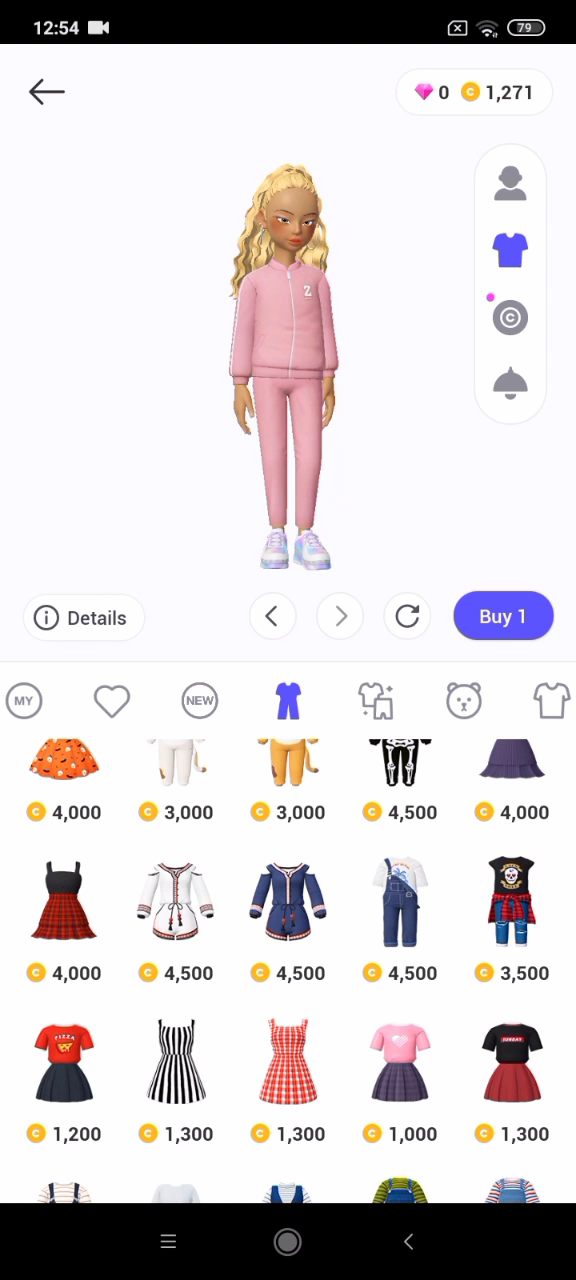 12:54 79
0 1,271
Z
Details Buy 1
MY NEW
4,000 3,000 3,000 4,500 4,000
4,000 4,500 4,500 4,500 3,500
PIZZA
1,200 1,300 1,300 1,000 1,300